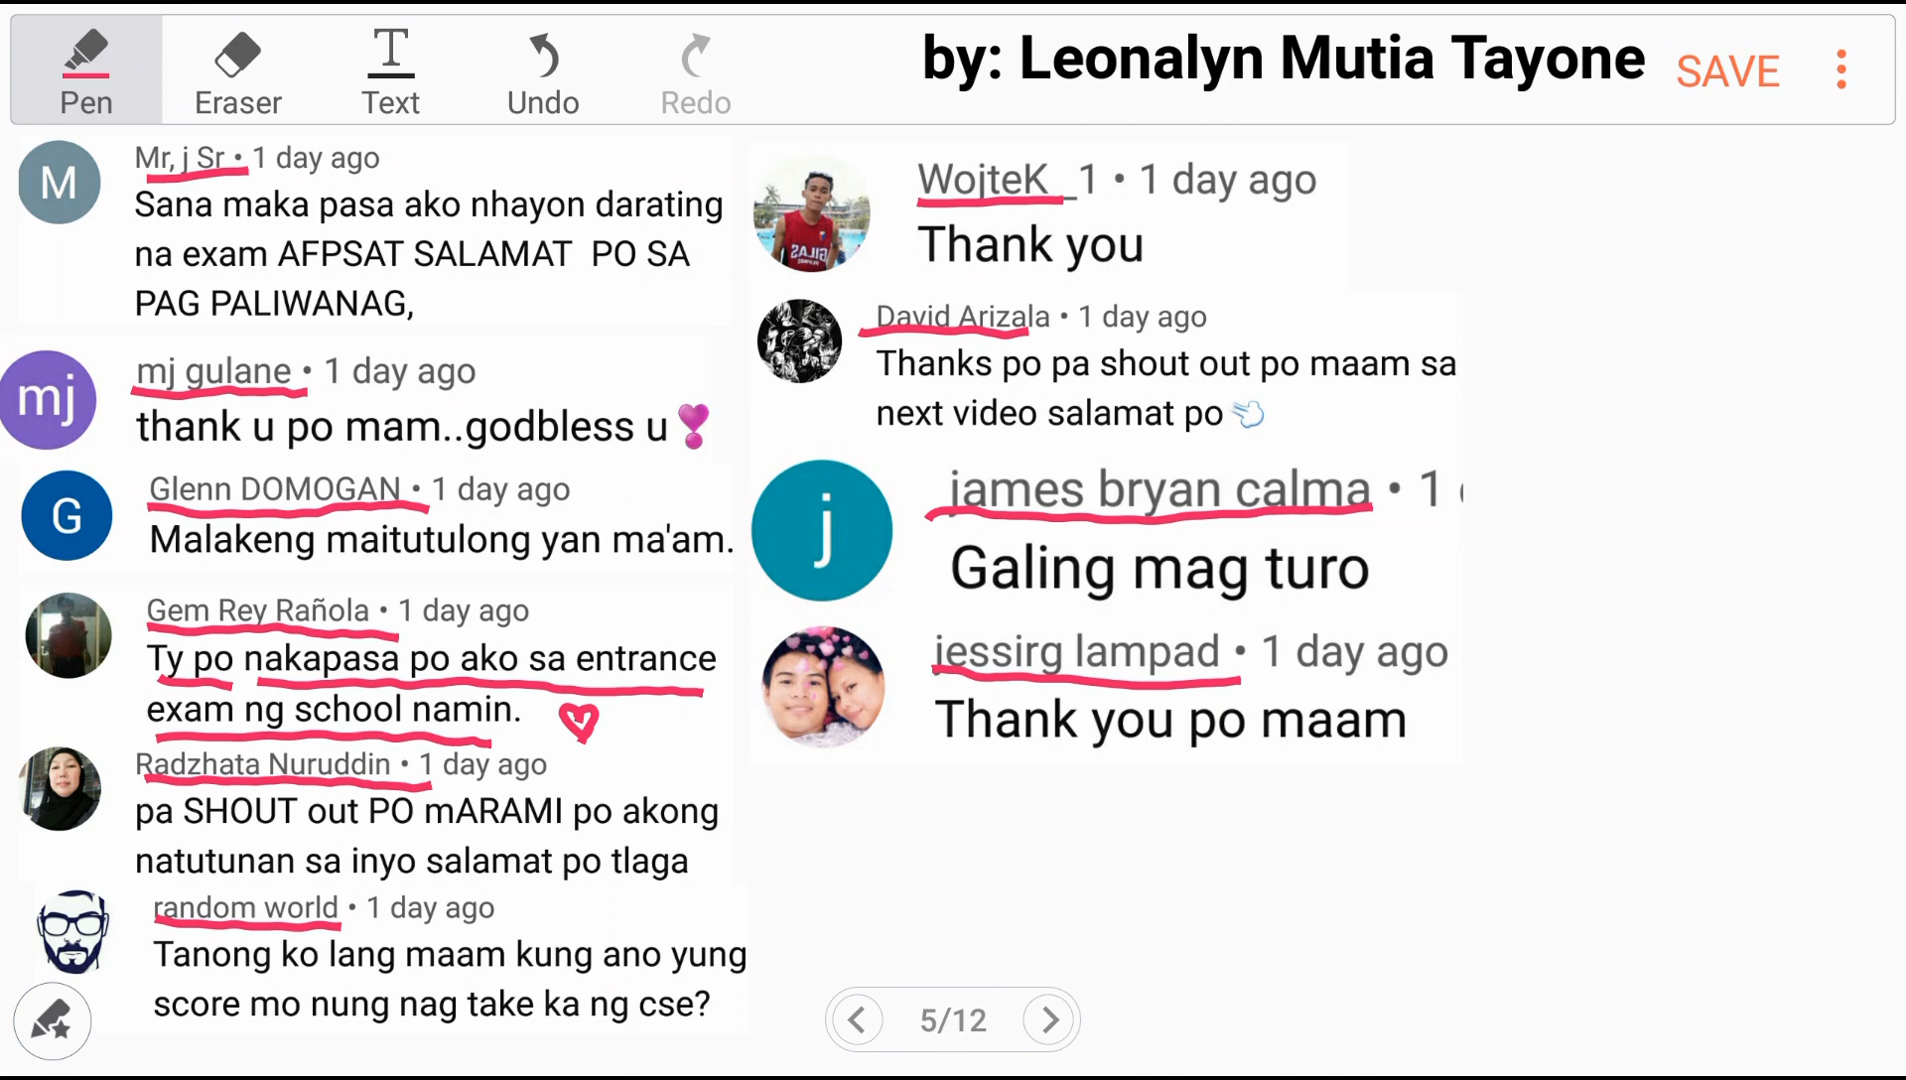 Pen
Eraser
Text
Undo
Redo
by: Leonalyn Mutia Tayone
SAVE
M
Mr, j Sr • 1 day ago
Sana maka pasa ako nhayon darating
na exam AFPSAT SALAMAT PO SA
PAG PALIWANAG,
mj
mj gulane • 1 day ago
thank u po mam..godbless u❣
G
Glenn DOMOGAN • 1 day ago
Malakeng maitutulong yan ma'am.
Gem Rey Rañola • 1 day ago
Ty po nakapasa po ako sa entrance
exam ng school namin.
Radzhata Nuruddin • 1 day ago
pa SHOUT out PO mARAMI po akong
natutunan sa inyo salamat po tlaga
random world • 1 day ago
Tanong ko lang maam kung ano yung
score mo nung nag take ka ng cse?
WojteK _1 • 1 day ago
Thank you
David Arizala • 1 day ago
Thanks po pa shout out po maam sa
next video salamat po 💨
j
james bryan calma • 1
Galing mag turo
jessirg lampad • 1 day ago
Thank you po maam
5/12